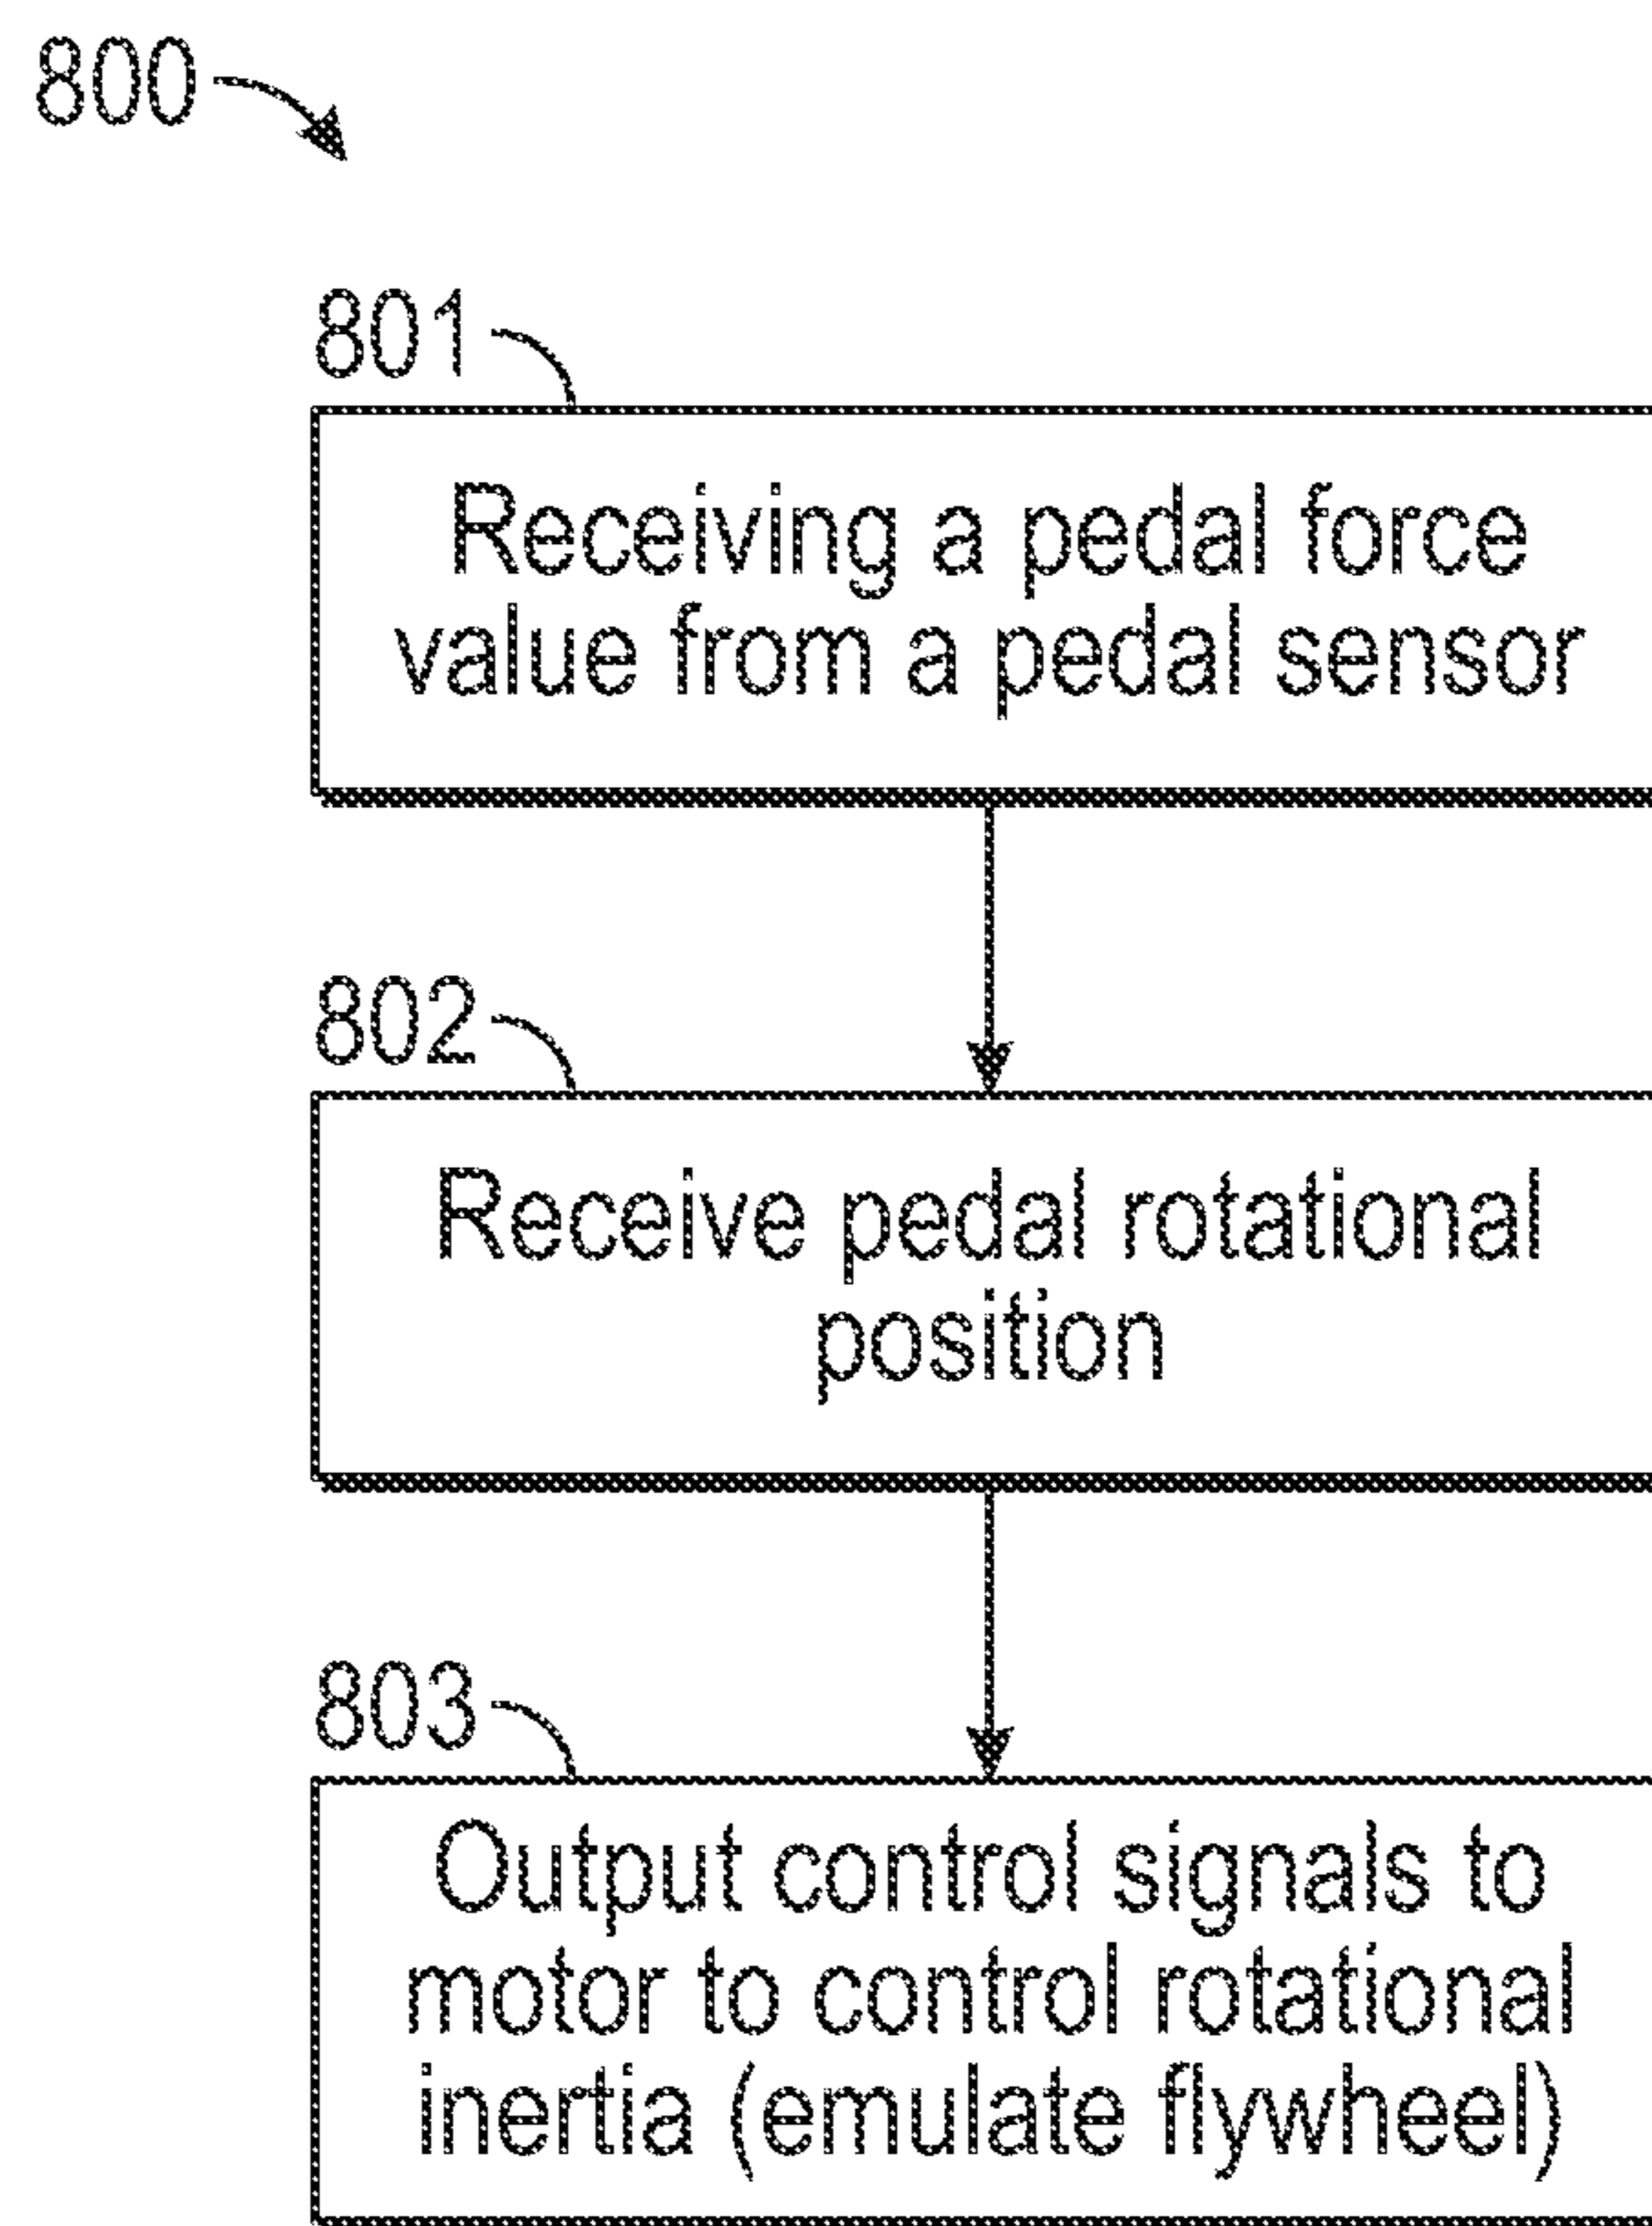 800
801
Receiving a pedal force
value from a pedal sensor
802
Receive pedal rotational
position
803
Output control signals to
motor to control rotational
inertia (emulate flywheel)